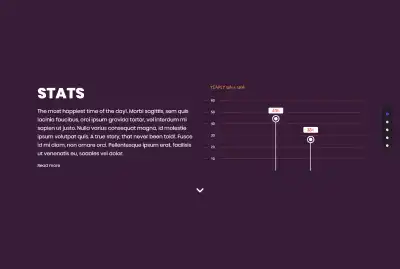 STATS
The most happiest time of the day!. Morbi sagittis, sem quis
lacinia faucibus, orci ipsum gravida tortor, vel interdum mi
sapien ut justo. Nulla varius consequat magna, id molestie
ipsum volutpat quis. A true story, that never been told!. Fusce
id mi diam, non ornare orci. Pellentesque ipsum erat, facilisis
ut venenatis eu, sodales vel dolor.
Read more
60
50
40
30
20
10